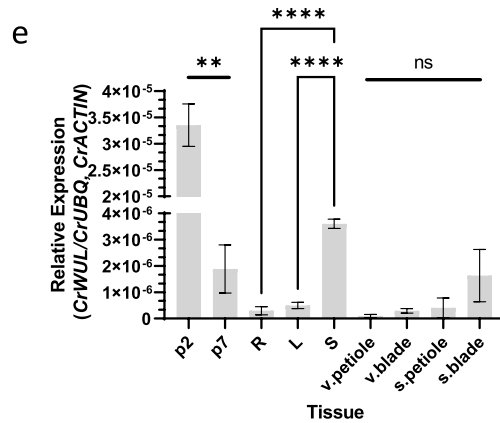 e
****
** **** ns
4×10⁻⁵
3.5×10⁻⁵
3×10⁻⁵
2.5×10⁻⁵
2×10⁻⁵
4×10⁻⁶
3×10⁻⁶
2×10⁻⁶
1×10⁻⁶
0
Relative Expression
(CrWUL/CrUBQ, CrACTIN)
p2 p7 R L S v.petiole v.blade s.petiole s.blade
Tissue